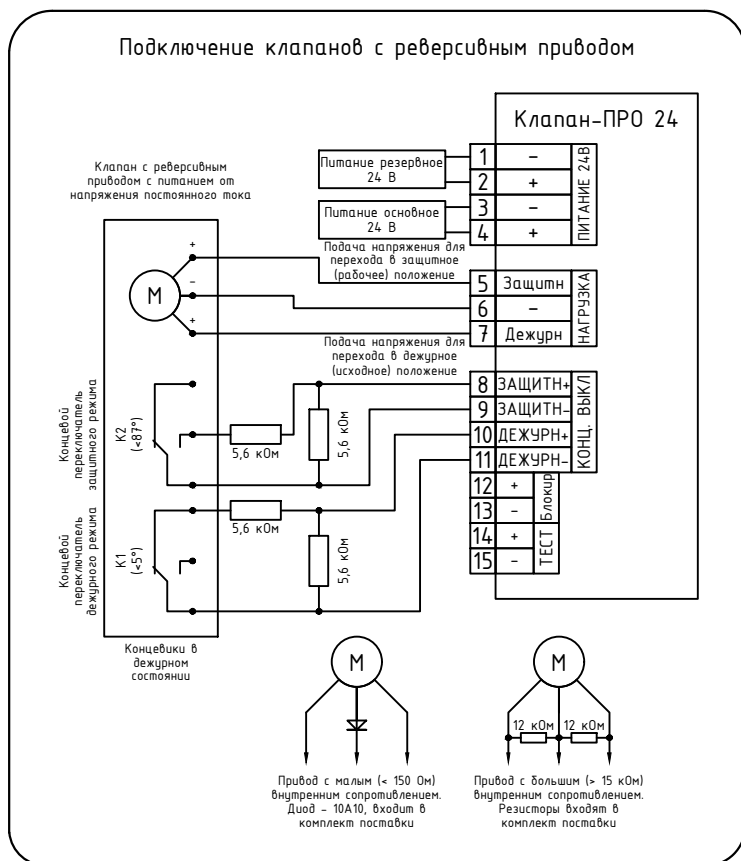 Подключение клапанов с реверсивным приводом
Клапан-ПРО 24
Клапан с реверсивным
приводом с питанием от
напряжения постоянного тока
Питание резервное
24 В
Питание основное
24 В
1 –
2 +
3 –
4 +
ПИТАНИЕ 24В
Подача напряжения для
перехода в защитное
(рабочее) положение
+
–
+
М
5 Защитн
6 –
7 Дежурн
НАГРУЗКА
Подача напряжения для
перехода в дежурное
(исходное) положение
8 ЗАЩИТН+
9 ЗАЩИТН-
10 ДЕЖУРН+
11 ДЕЖУРН-
КОНЦ. ВЫКЛ
12 +
13 –
Блокир
14 +
15 –
ТЕСТ
Концевой
переключатель
защитного режима
К2
(<87°)
5,6 кОм
5,6 кОм
Концевой
переключатель
дежурного режима
К1
(<5°)
5,6 кОм
5,6 кОм
Концевики в
дежурном
состоянии
М
Привод с малым (< 150 Ом)
внутренним сопротивлением.
Диод – 10А10, входит в
комплект поставки
М
12 кОм 12 кОм
Привод с большим (> 15 кОм)
внутренним сопротивлением.
Резисторы входят в
комплект поставки